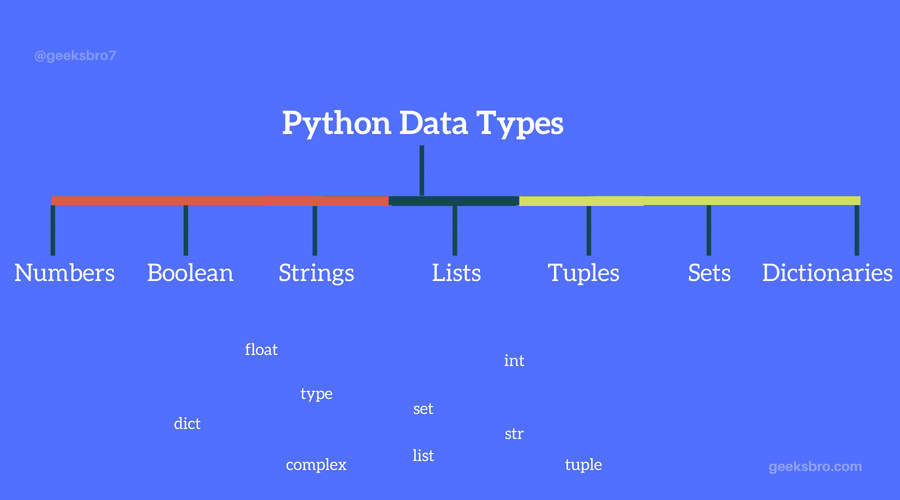 @geeksbro7
Python Data Types
Numbers Boolean Strings Lists Tuples Sets Dictionaries
float
int
type
set
dict
str
list
complex
tuple
geeksbro.com